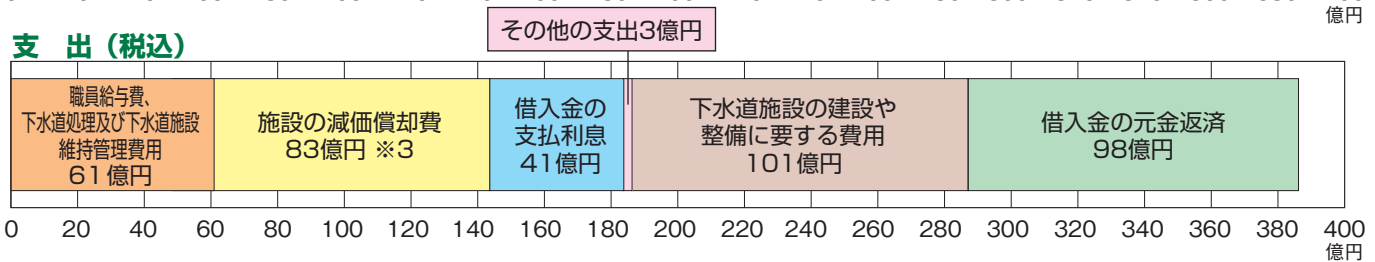 億円
支 出（税込）
その他の支出3億円
職員給与費、
下水道処理及び下水道施設
維持管理費用
61億円
施設の減価償却費
83億円 ※3
借入金の
支払利息
41億円
下水道施設の建設や
整備に要する費用
101億円
借入金の元金返済
98億円
0 20 40 60 80 100 120 140 160 180 200 220 240 260 280 300 320 340 360 380 400
億円